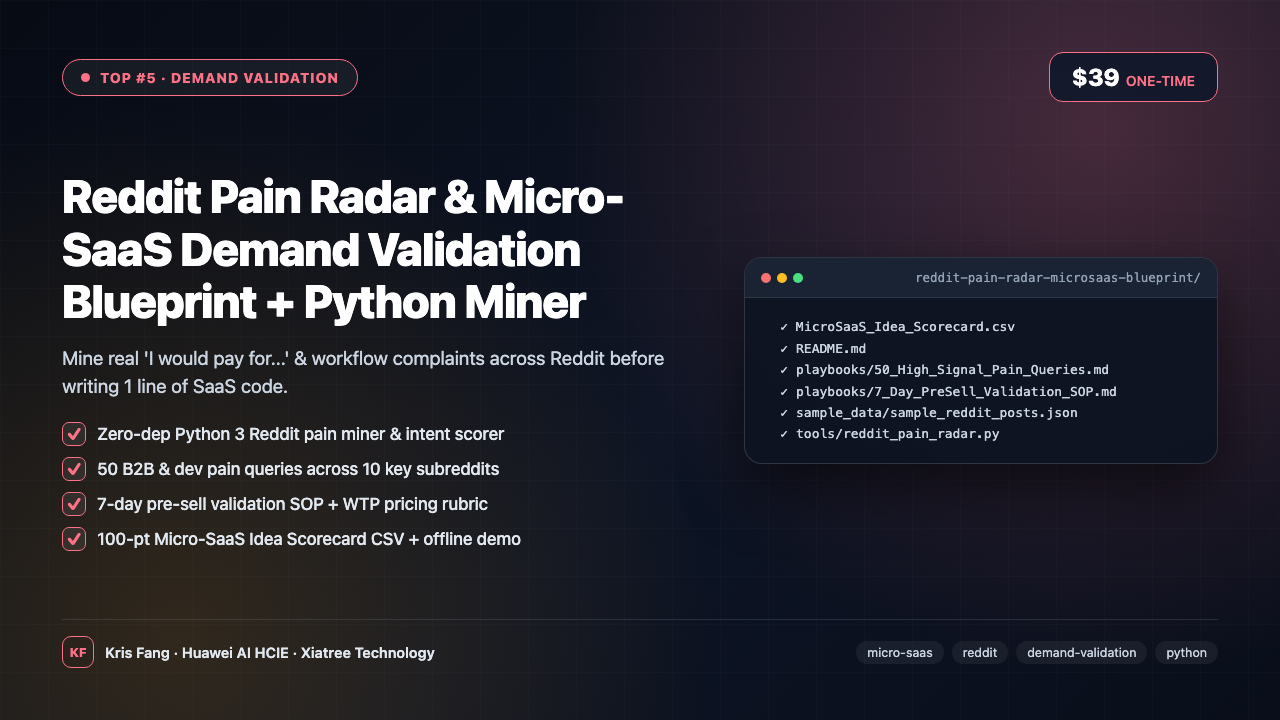 TOP #5 · DEMAND VALIDATION
$39 ONE-TIME
Reddit Pain Radar & Micro-
SaaS Demand Validation
Blueprint + Python Miner
Mine real 'I would pay for...' & workflow complaints across Reddit before
writing 1 line of SaaS code.
✓ Zero-dep Python 3 Reddit pain miner & intent scorer
✓ 50 B2B & dev pain queries across 10 key subreddits
✓ 7-day pre-sell validation SOP + WTP pricing rubric
✓ 100-pt Micro-SaaS Idea Scorecard CSV + offline demo
reddit-pain-radar-microsaas-blueprint/
✓ MicroSaaS_Idea_Scorecard.csv
✓ README.md
✓ playbooks/50_High_Signal_Pain_Queries.md
✓ playbooks/7_Day_PreSell_Validation_SOP.md
✓ sample_data/sample_reddit_posts.json
✓ tools/reddit_pain_radar.py
KF Kris Fang · Huawei AI HCIE · Xiatree Technology
micro-saas reddit demand-validation python